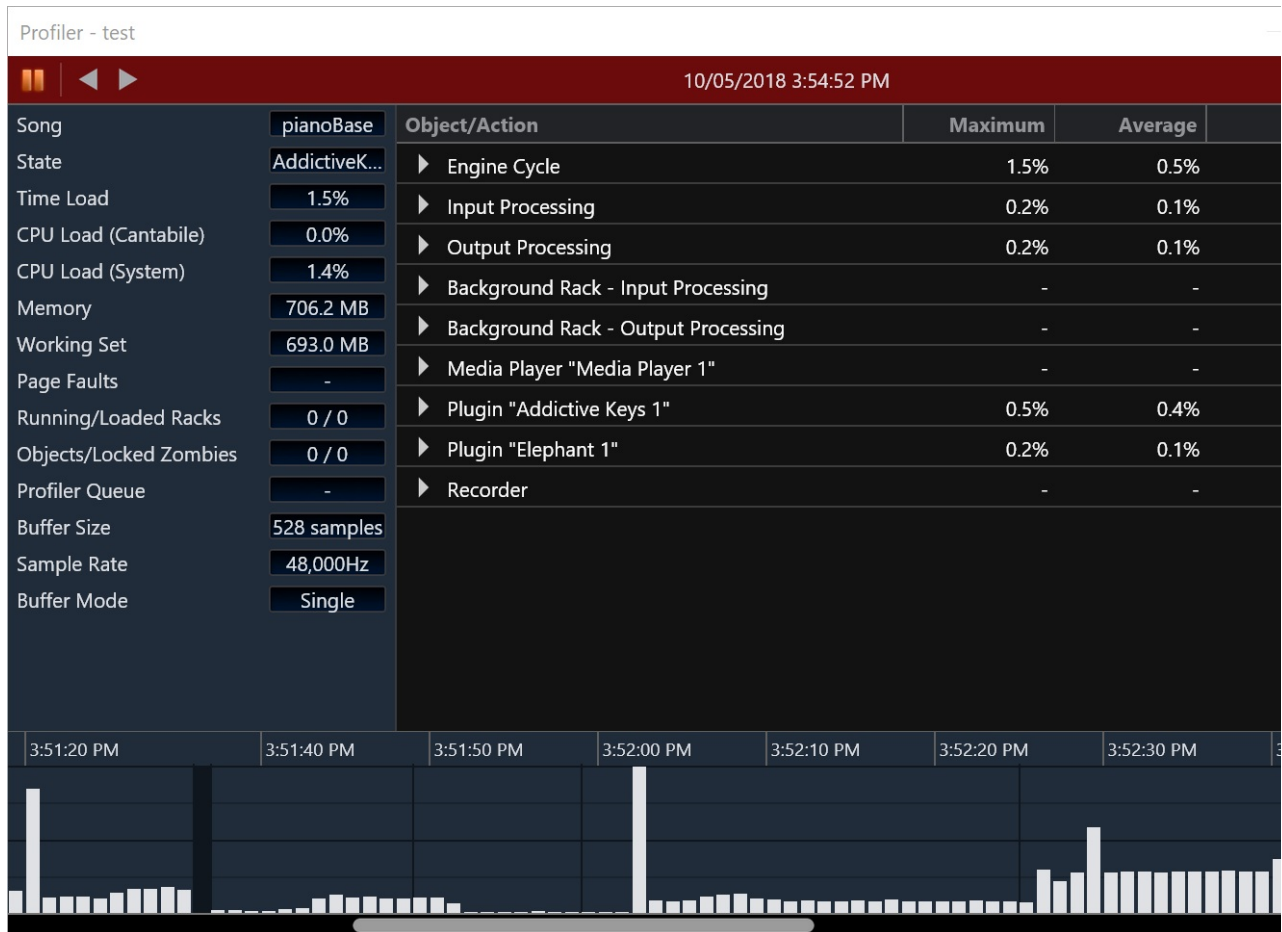 Profiler - test
10/05/2018 3:54:52 PM
Song pianoBase
State AddictiveK...
Time Load 1.5%
CPU Load (Cantabile) 0.0%
CPU Load (System) 1.4%
Memory 706.2 MB
Working Set 693.0 MB
Page Faults -
Running/Loaded Racks 0 / 0
Objects/Locked Zombies 0 / 0
Profiler Queue -
Buffer Size 528 samples
Sample Rate 48,000Hz
Buffer Mode Single
Object/Action Maximum Average
Engine Cycle 1.5% 0.5%
Input Processing 0.2% 0.1%
Output Processing 0.2% 0.1%
Background Rack - Input Processing - -
Background Rack - Output Processing - -
Media Player "Media Player 1" - -
Plugin "Addictive Keys 1" 0.5% 0.4%
Plugin "Elephant 1" 0.2% 0.1%
Recorder - -
3:51:20 PM 3:51:40 PM 3:51:50 PM 3:52:00 PM 3:52:10 PM 3:52:20 PM 3:52:30 PM